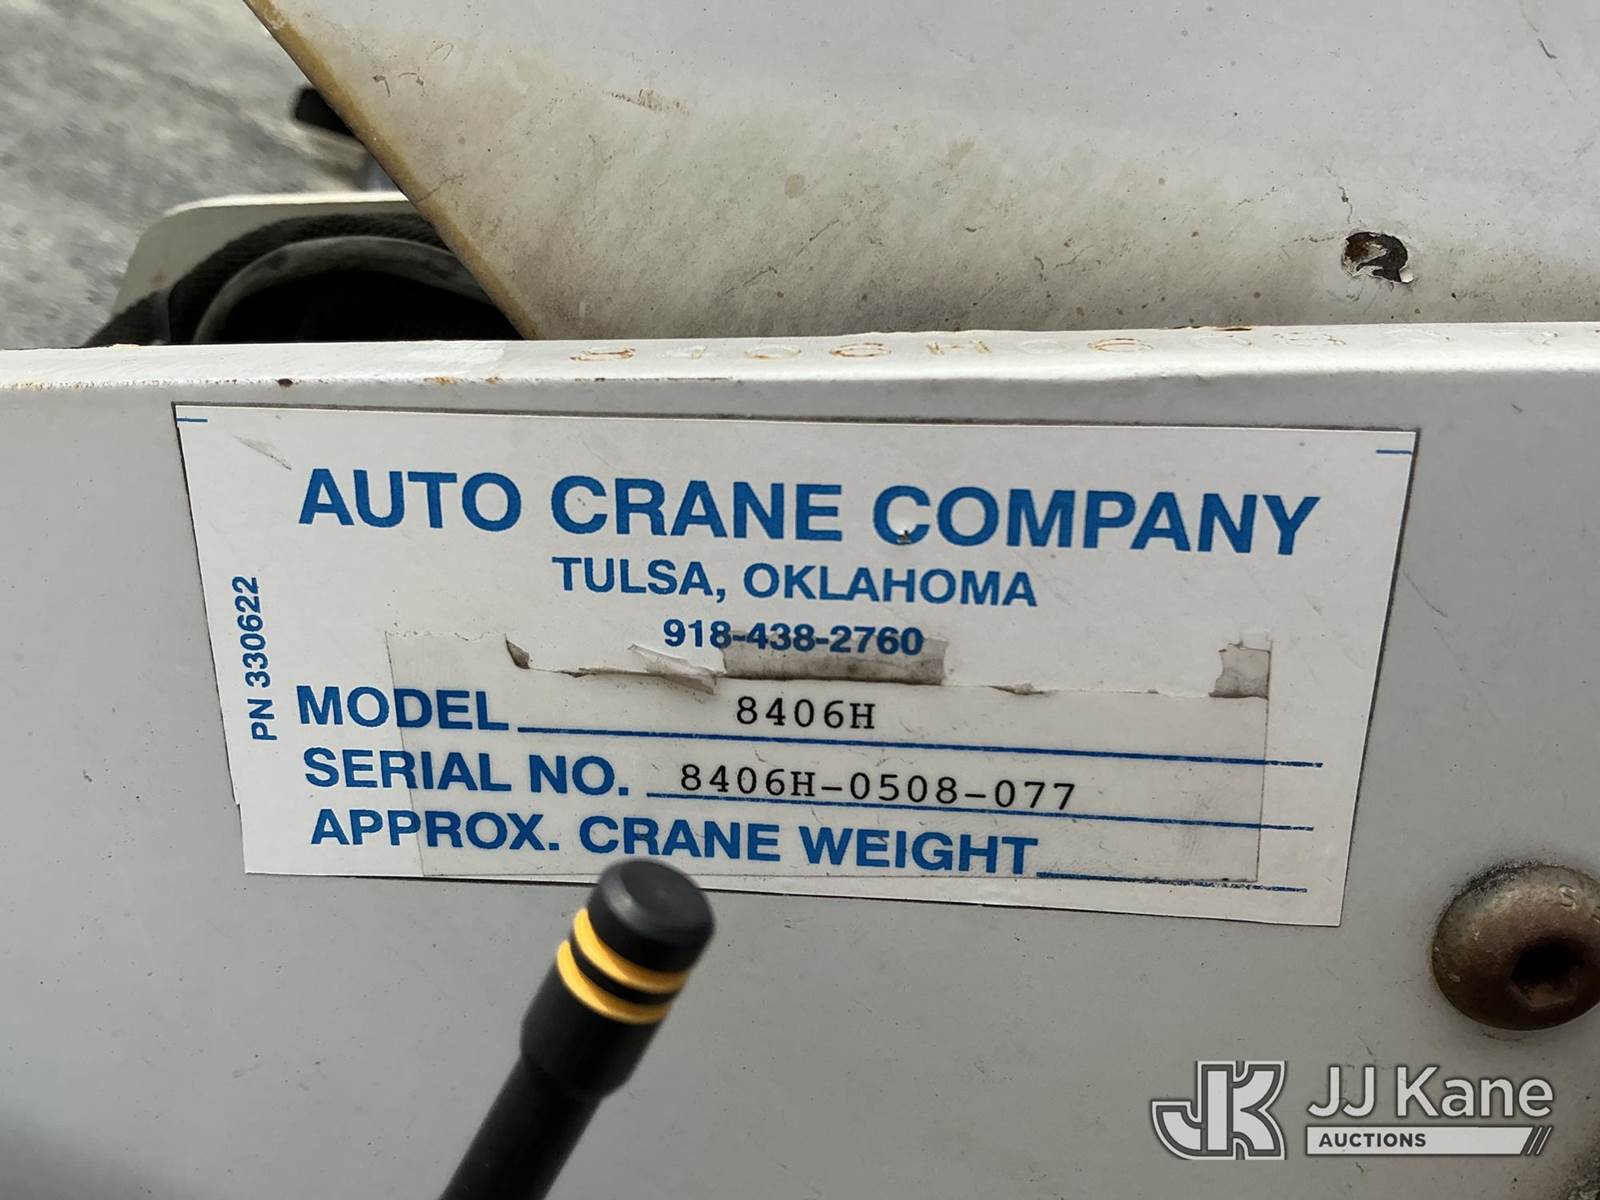 AUTO CRANE COMPANY
TULSA, OKLAHOMA
918-438-2760
PN 330622
MODEL 8406H
SERIAL NO. 8406H-0508-077
APPROX. CRANE WEIGHT
JJ Kane
AUCTIONS